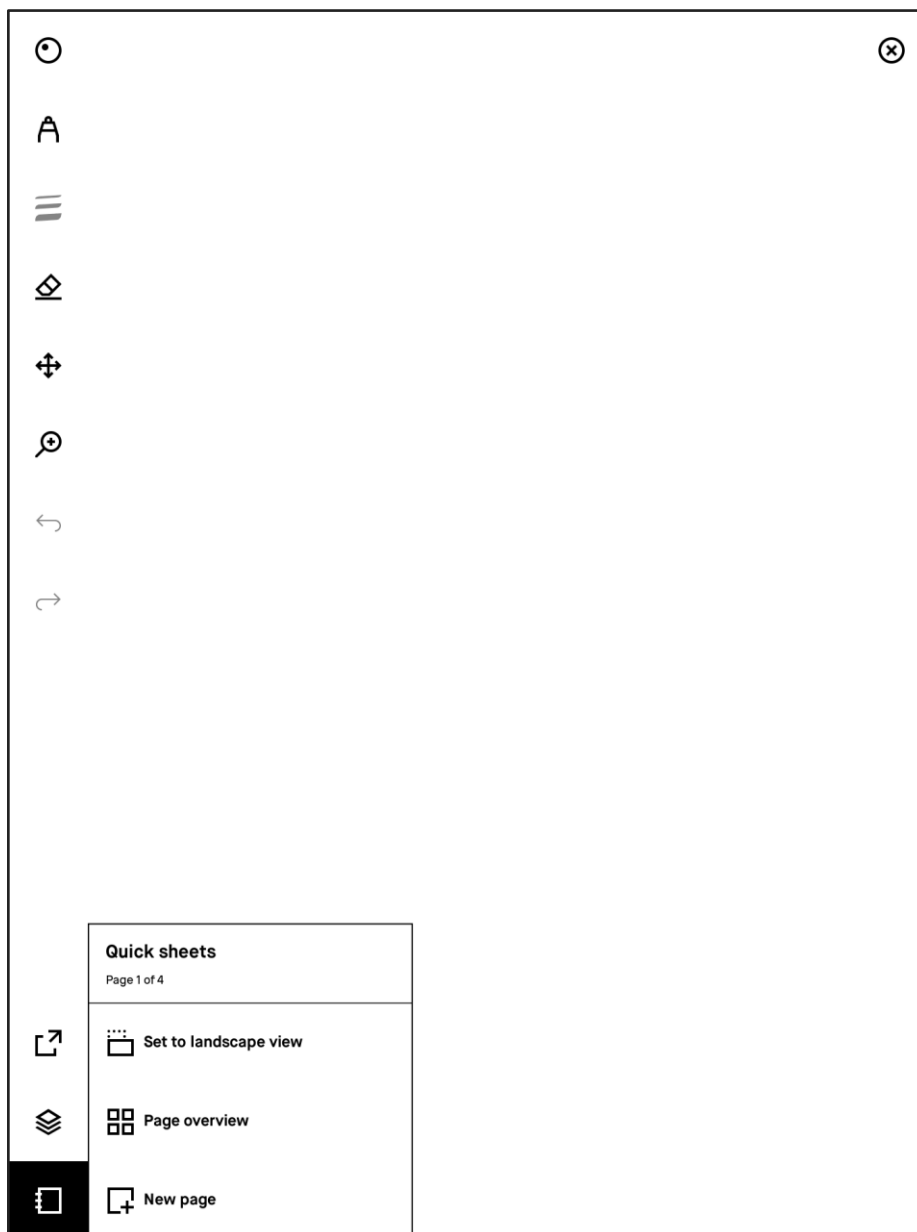 Quick sheets
Page 1 of 4
Set to landscape view
Page overview
New page